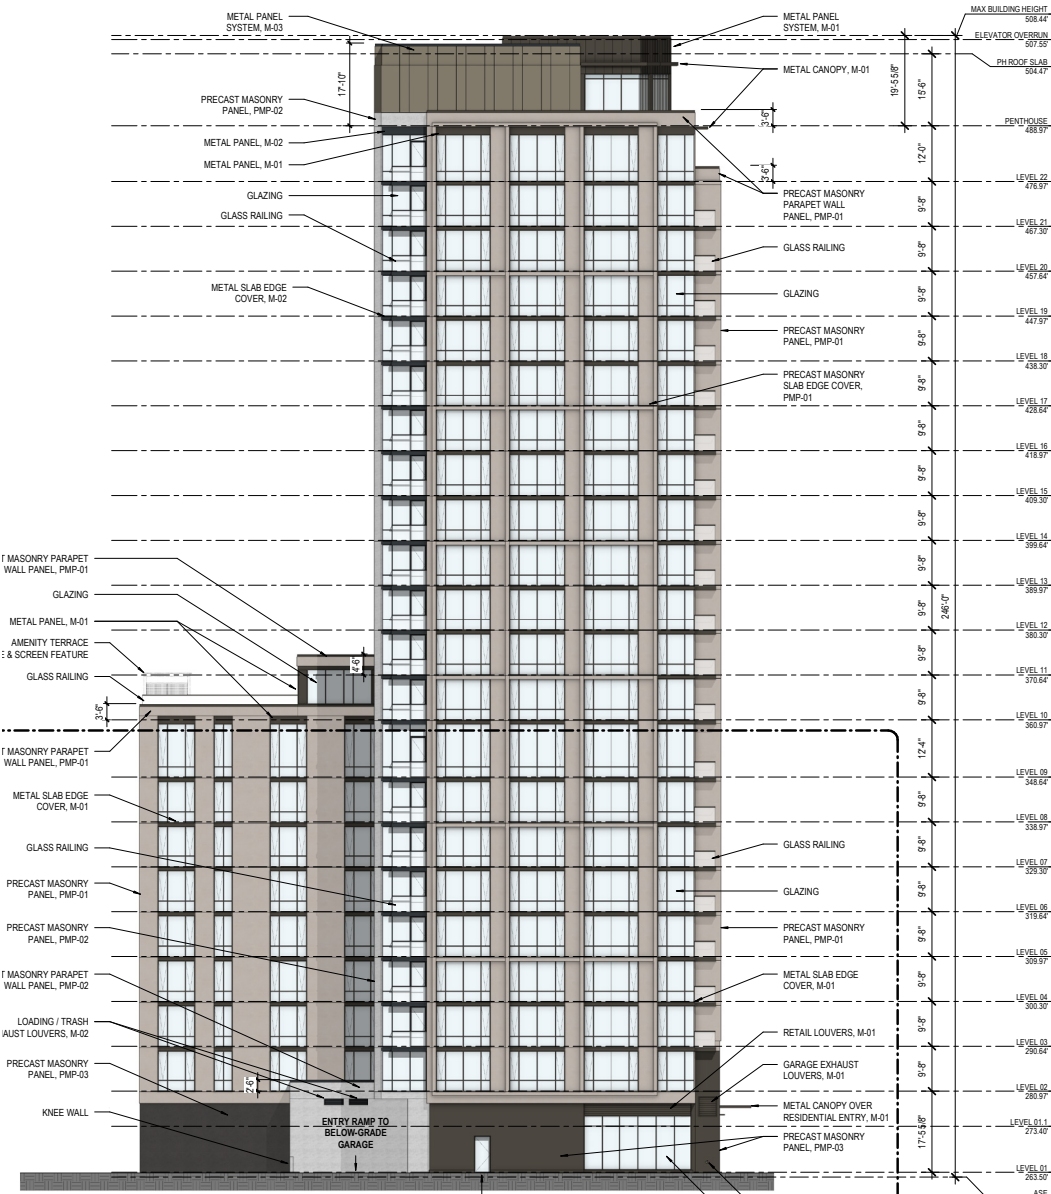 METAL PANEL
SYSTEM, M-03
METAL PANEL
SYSTEM, M-01
MAX BUILDING HEIGHT
508.44'
ELEVATOR OVERRUN
507.55'
PH ROOF SLAB
504.47'
METAL CANOPY, M-01
17'-10"
19'-5 5/8"
15'-6"
PRECAST MASONRY
PANEL, PMP-02
3'-6"
PENTHOUSE
488.97'
METAL PANEL, M-02
METAL PANEL, M-01
12'-0"
3'-6"
LEVEL 22
476.97'
GLAZING
PRECAST MASONRY
PARAPET WALL
PANEL, PMP-01
9'-8"
GLASS RAILING
LEVEL 21
467.30'
GLASS RAILING
9'-8"
LEVEL 20
457.64'
METAL SLAB EDGE
COVER, M-02
GLAZING
9'-8"
LEVEL 19
447.97'
PRECAST MASONRY
PANEL, PMP-01
9'-8"
LEVEL 18
438.30'
PRECAST MASONRY
SLAB EDGE COVER,
PMP-01
9'-8"
LEVEL 17
428.64'
9'-8"
LEVEL 16
418.97'
9'-8"
LEVEL 15
409.30'
9'-8"
LEVEL 14
399.64'
T MASONRY PARAPET
WALL PANEL, PMP-01
9'-8"
LEVEL 13
389.97'
GLAZING
9'-8"
246'-0"
METAL PANEL, M-01
LEVEL 12
380.30'
AMENITY TERRACE
E & SCREEN FEATURE
9'-8"
4'-6"
LEVEL 11
370.64'
GLASS RAILING
9'-8"
3'-6"
LEVEL 10
360.97'
T MASONRY PARAPET
WALL PANEL, PMP-01
12'-4"
LEVEL 09
348.64'
METAL SLAB EDGE
COVER, M-01
9'-8"
LEVEL 08
338.97'
GLASS RAILING
GLASS RAILING
9'-8"
LEVEL 07
329.30'
PRECAST MASONRY
PANEL, PMP-01
GLAZING
9'-8"
LEVEL 06
319.64'
PRECAST MASONRY
PANEL, PMP-02
PRECAST MASONRY
PANEL, PMP-01
9'-8"
LEVEL 05
309.97'
T MASONRY PARAPET
WALL PANEL, PMP-02
METAL SLAB EDGE
COVER, M-01
9'-8"
LEVEL 04
300.30'
LOADING / TRASH
AUST LOUVERS, M-02
RETAIL LOUVERS, M-01
9'-8"
LEVEL 03
290.64'
PRECAST MASONRY
PANEL, PMP-03
GARAGE EXHAUST
LOUVERS, M-01
9'-8"
2'-6"
LEVEL 02
280.97'
KNEE WALL
METAL CANOPY OVER
RESIDENTIAL ENTRY, M-01
ENTRY RAMP TO
BELOW-GRADE
GARAGE
LEVEL 01.1
273.40'
PRECAST MASONRY
PANEL, PMP-03
17'-5 5/8"
LEVEL 01
263.50'
ASE